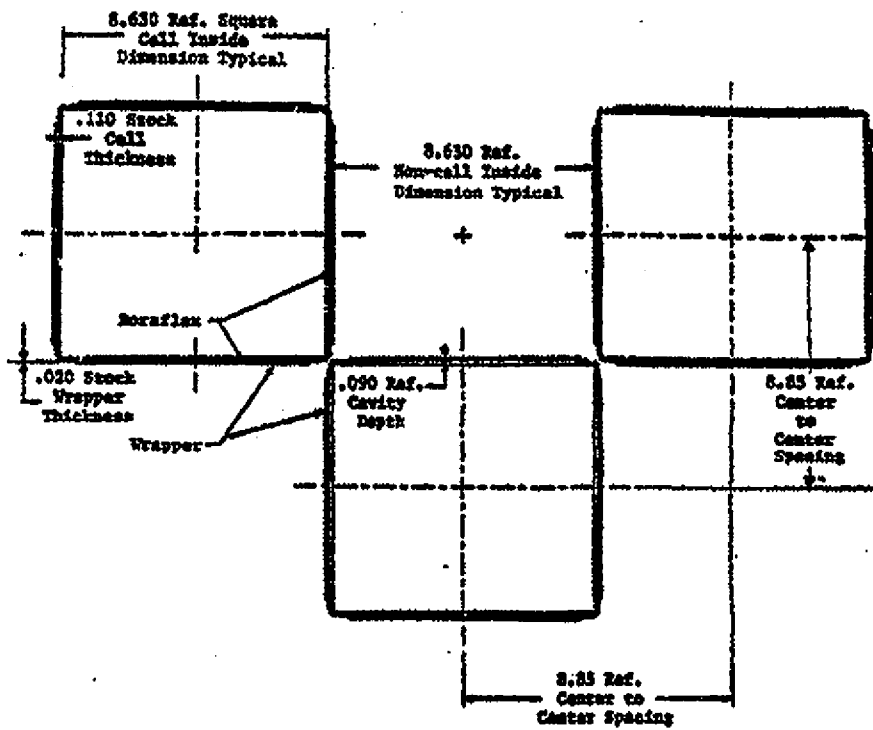 8.630 Ref. Square
Cell Inside
Dimension Typical
.110 Stock
Cell
Thickness
8.630 Ref.
Non-cell Inside
Dimension Typical
Boraflex
.020 Stock
Wrapper
Thickness
.090 Ref.
Cavity
Depth
8.85 Ref.
Center
to
Center
Spacing
Wrapper
8.85 Ref.
Center to
Center Spacing